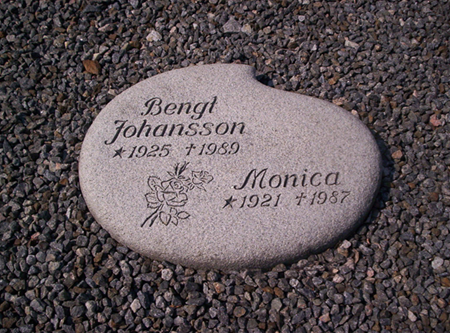 Bengt
Johansson
★1925 †1989
Monica
★1921 †1987